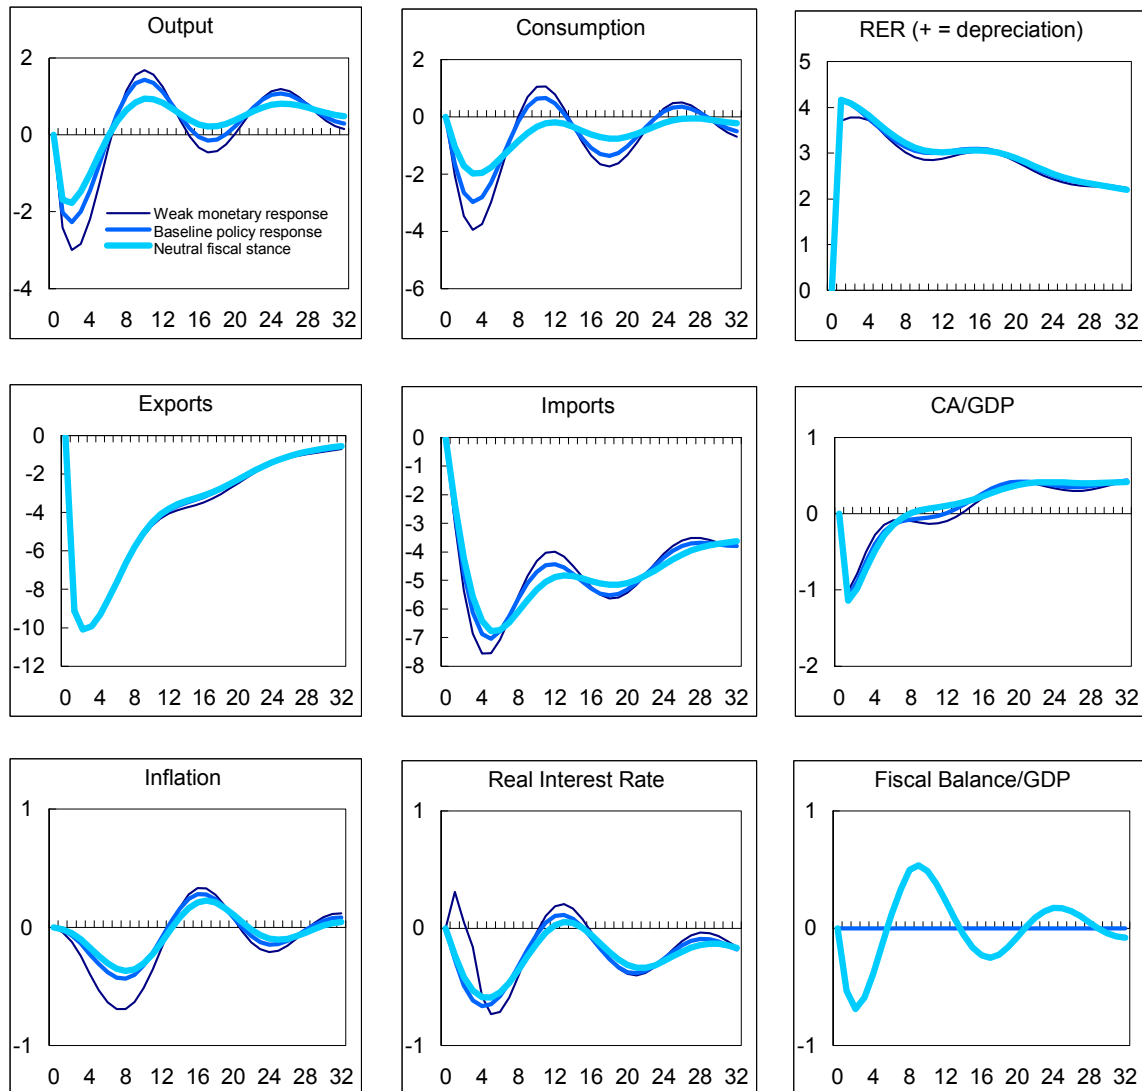 Output
2
0
-2
-4
Weak monetary response
Baseline policy response
Neutral fiscal stance
0 4 8 12 16 20 24 28 32
Consumption
2
0
-2
-4
-6
0 4 8 12 16 20 24 28 32
RER (+ = depreciation)
5
4
3
2
1
0
0 4 8 12 16 20 24 28 32
Exports
0
-2
-4
-6
-8
-10
-12
0 4 8 12 16 20 24 28 32
Imports
0
-1
-2
-3
-4
-5
-6
-7
-8
0 4 8 12 16 20 24 28 32
CA/GDP
1
0
-1
-2
0 4 8 12 16 20 24 28 32
Inflation
1
0
-1
0 4 8 12 16 20 24 28 32
Real Interest Rate
1
0
-1
0 4 8 12 16 20 24 28 32
Fiscal Balance/GDP
1
0
-1
0 4 8 12 16 20 24 28 32